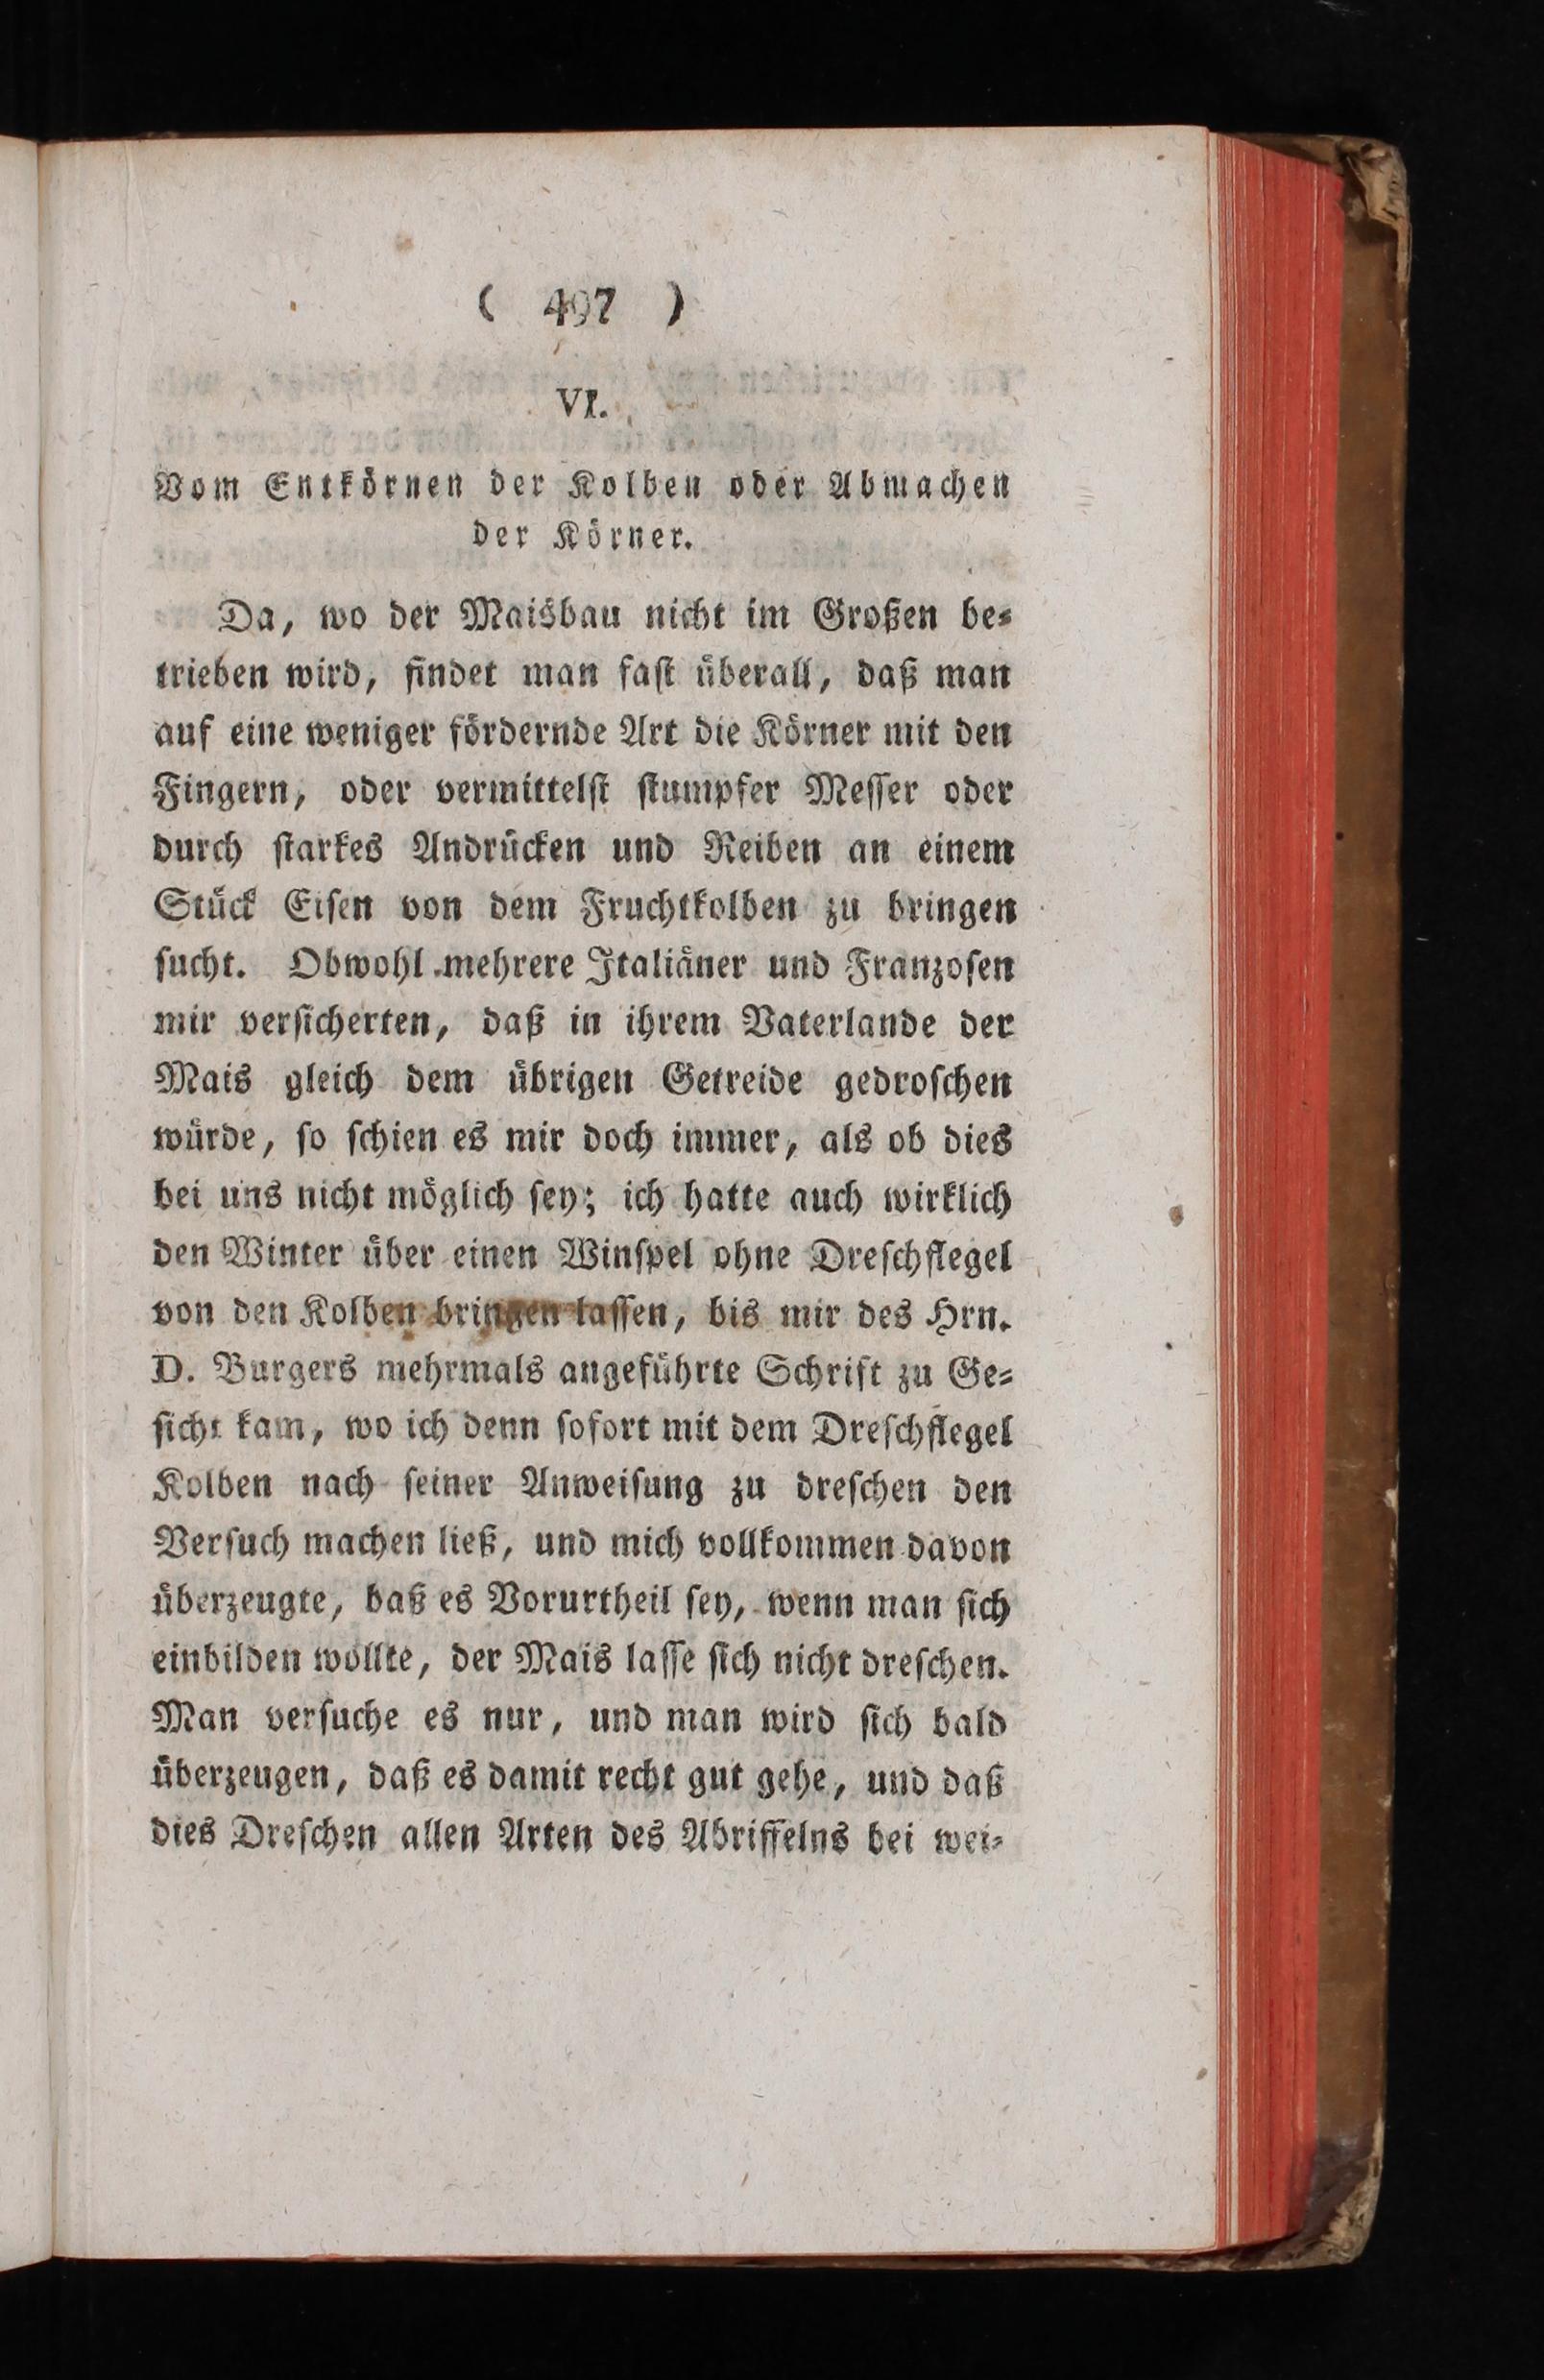 ( 497 )
VI.
Vom Entkörnen der Kolben oder Abmachen
der Körner.
Da, wo der Maisbau nicht im Großen be⸗
trieben wird, findet man faſt überall, daß man
auf eine weniger fördernde Art die Körner mit den
Fingern, oder vermittelſt ſtumpfer Meſſer oder
durch ſtarkes Andrücken und Reiben an einem
Stück Eiſen von dem Fruchtkolben zu bringen
ſucht. Obwohl mehrere Italiäner und Franzoſen
mir verſicherten, daß in ihrem Vaterlande der
Mais gleich dem übrigen Getreide gedroſchen
würde, ſo ſchien es mir doch immer, als ob dies
bei uns nicht möglich ſey; ich hatte auch wirklich
den Winter über einen Winſpel ohne Dreſchflegel
von den Kolben bringen laſſen, bis mir des Hrn.
D. Burgers mehrmals angeführte Schrift zu Ge⸗
ſicht kam, wo ich denn ſofort mit dem Dreſchflegel
Kolben nach ſeiner Anweiſung zu dreſchen den
Verſuch machen ließ, und mich vollkommen davon
überzeugte, daß es Vorurtheil ſey, wenn man ſich
einbilden wollte, der Mais laſſe ſich nicht dreſchen.
Man verſuche es nur, und man wird ſich bald
überzeugen, daß es damit recht gut gehe, und daß
dies Dreſchen allen Arten des Abriffelns bei wei⸗